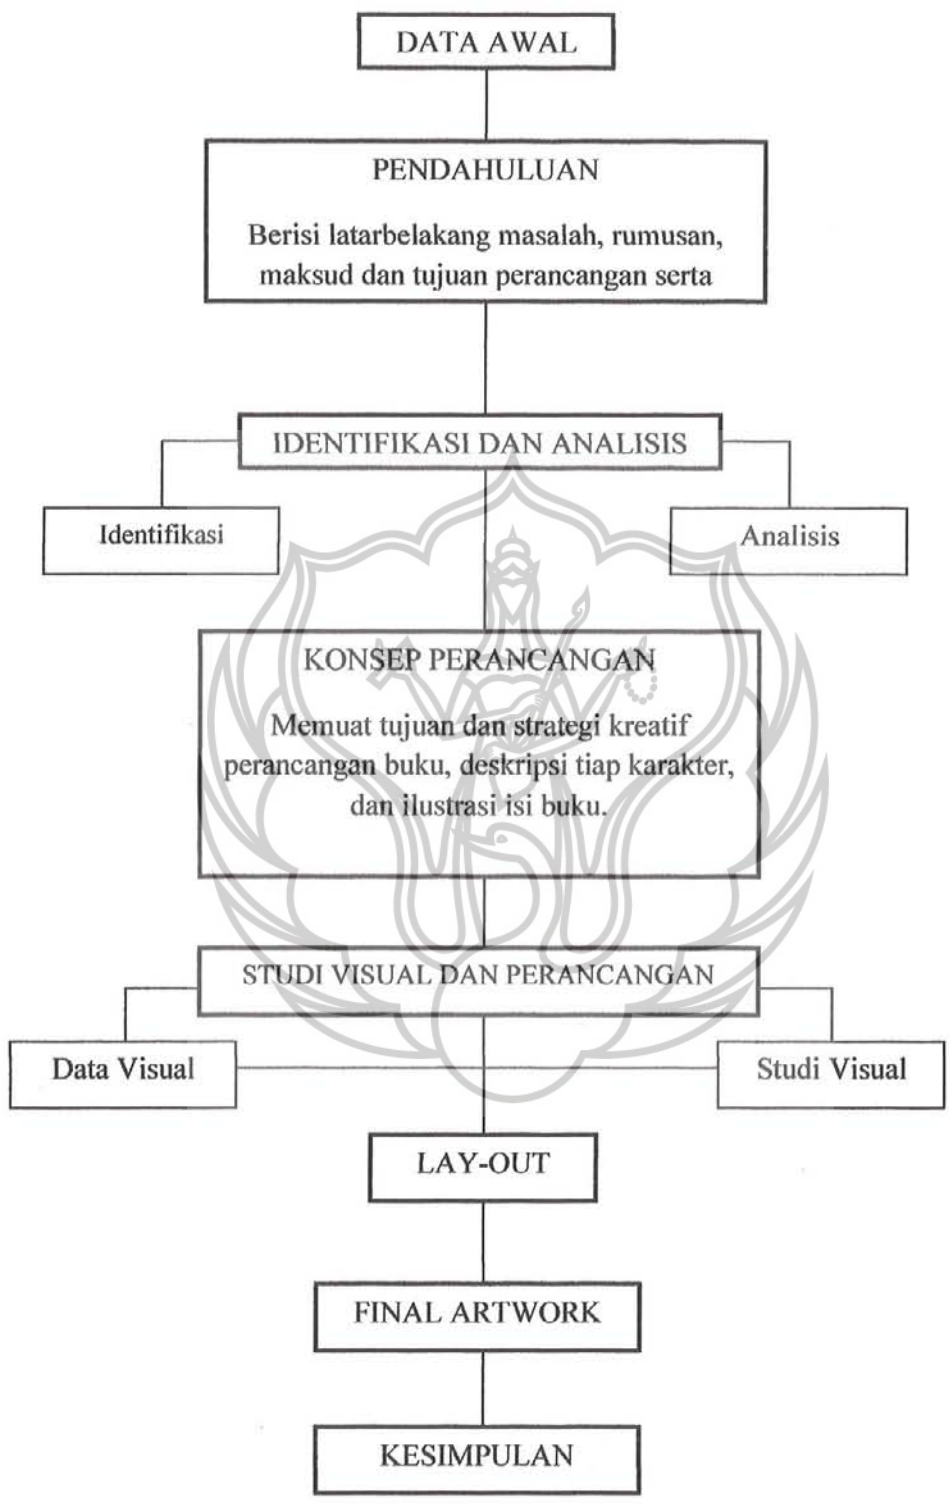 DATA AWAL
PENDAHULUAN
Berisi latarbelakang masalah, rumusan,
maksud dan tujuan perancangan serta
IDENTIFIKASI DAN ANALISIS
Identifikasi
Analisis
KONSEP PERANCANGAN
Memuat tujuan dan strategi kreatif
perancangan buku, deskripsi tiap karakter,
dan ilustrasi isi buku.
STUDI VISUAL DAN PERANCANGAN
Data Visual
Studi Visual
LAY-OUT
FINAL ARTWORK
KESIMPULAN